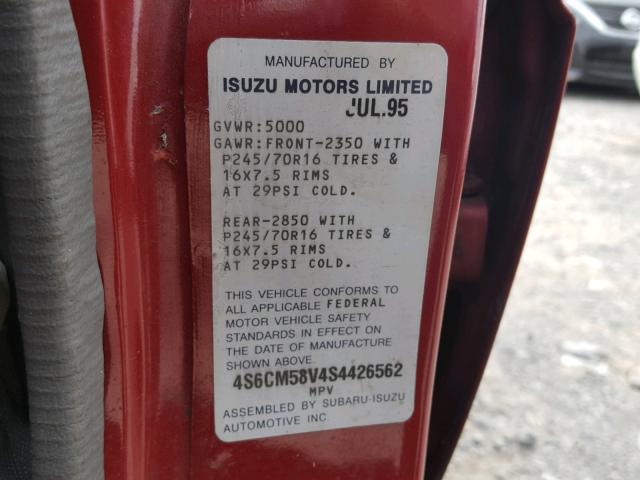 MANUFACTURED BY
ISUZU MOTORS LIMITED
JUL.95
GVWR:5000
GAWR:FRONT-2350 WITH
P245/70R16 TIRES &
16X7.5 RIMS
AT 29PSI COLD.
REAR-2850 WITH
P245/70R16 TIRES &
16X7.5 RIMS
AT 29PSI COLD.
THIS VEHICLE CONFORMS TO
ALL APPLICABLE FEDERAL
MOTOR VEHICLE SAFETY
STANDARDS IN EFFECT ON
THE DATE OF MANUFACTURE
SHOWN ABOVE.
4S6CM58V4S4426562
MPV
ASSEMBLED BY SUBARU-ISUZU
AUTOMOTIVE INC.